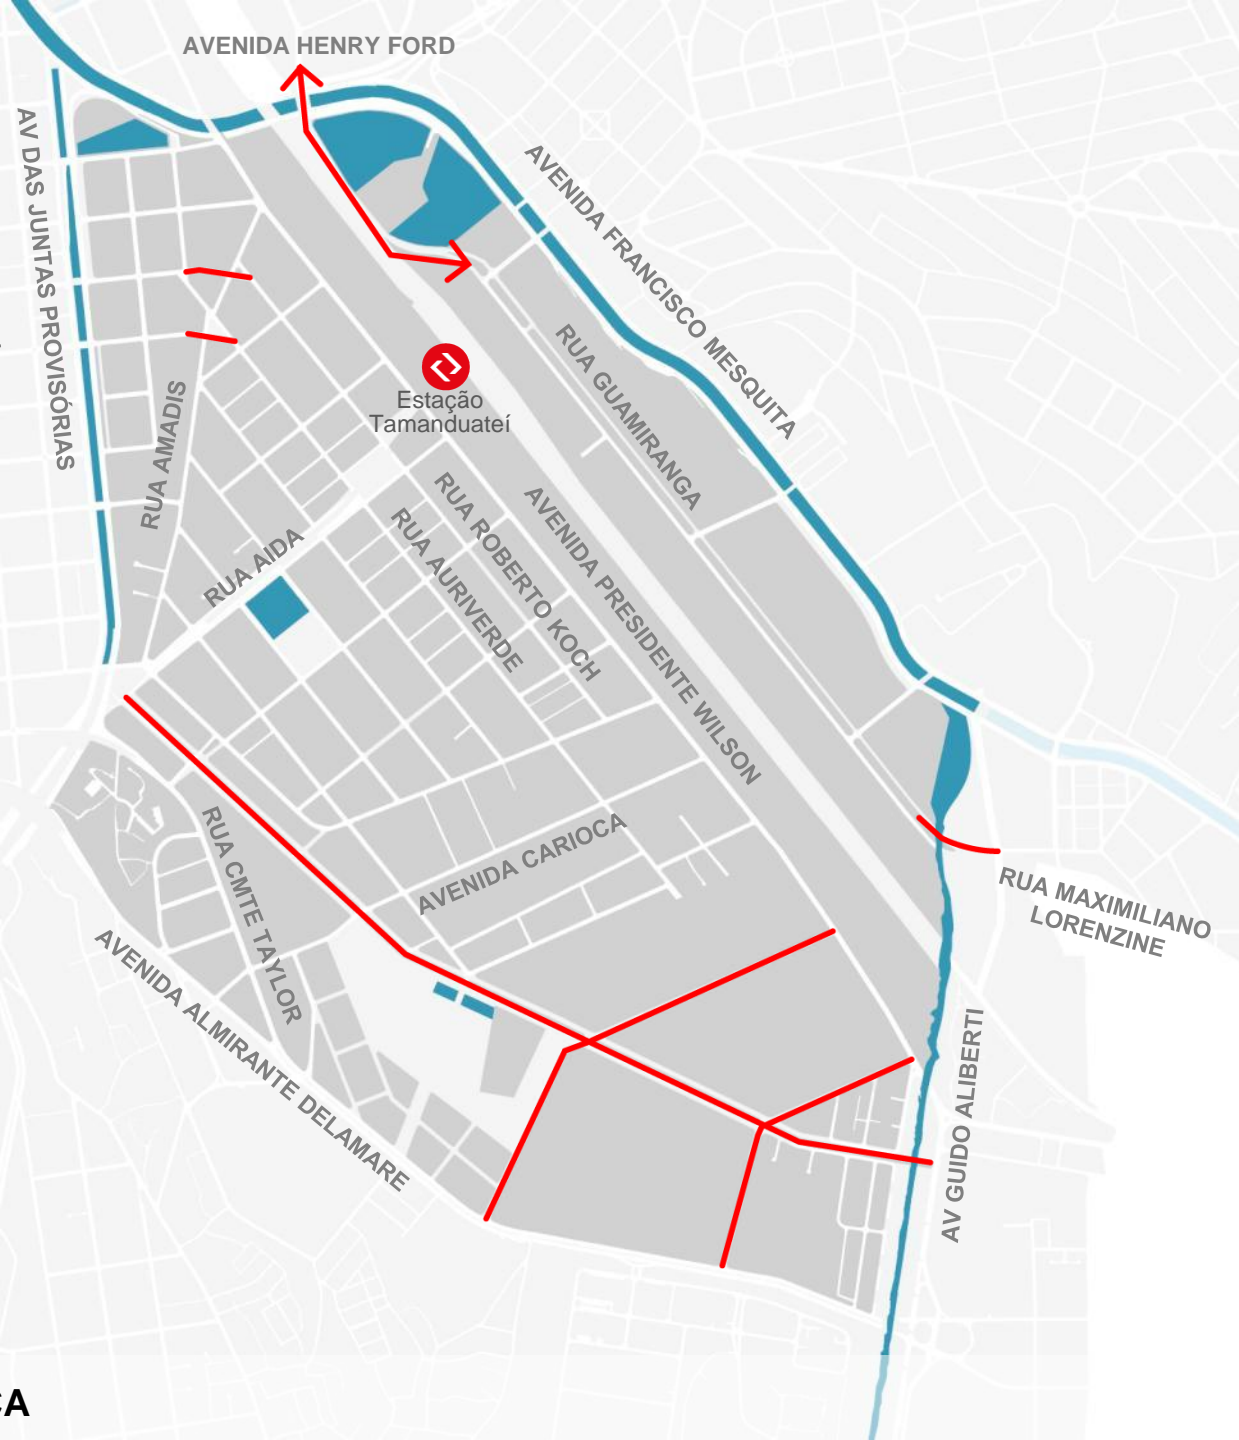 AVENIDA HENRY FORD
AV DAS JUNTAS PROVISÓRIAS
AVENIDA FRANCISCO MESQUITA
RUA GUAMIRANGA
Estação
Tamanduateí
RUA AMADIS
RUA AIDA
RUA ROBERTO KOCH
RUA AURIVERDE
AVENIDA PRESIDENTE WILSON
RUA CMTE TAYLOR
AVENIDA CARIOCA
RUA MAXIMILIANO
LORENZINE
AVENIDA ALMIRANTE DELAMARE
AV GUIDO ALIBERTI